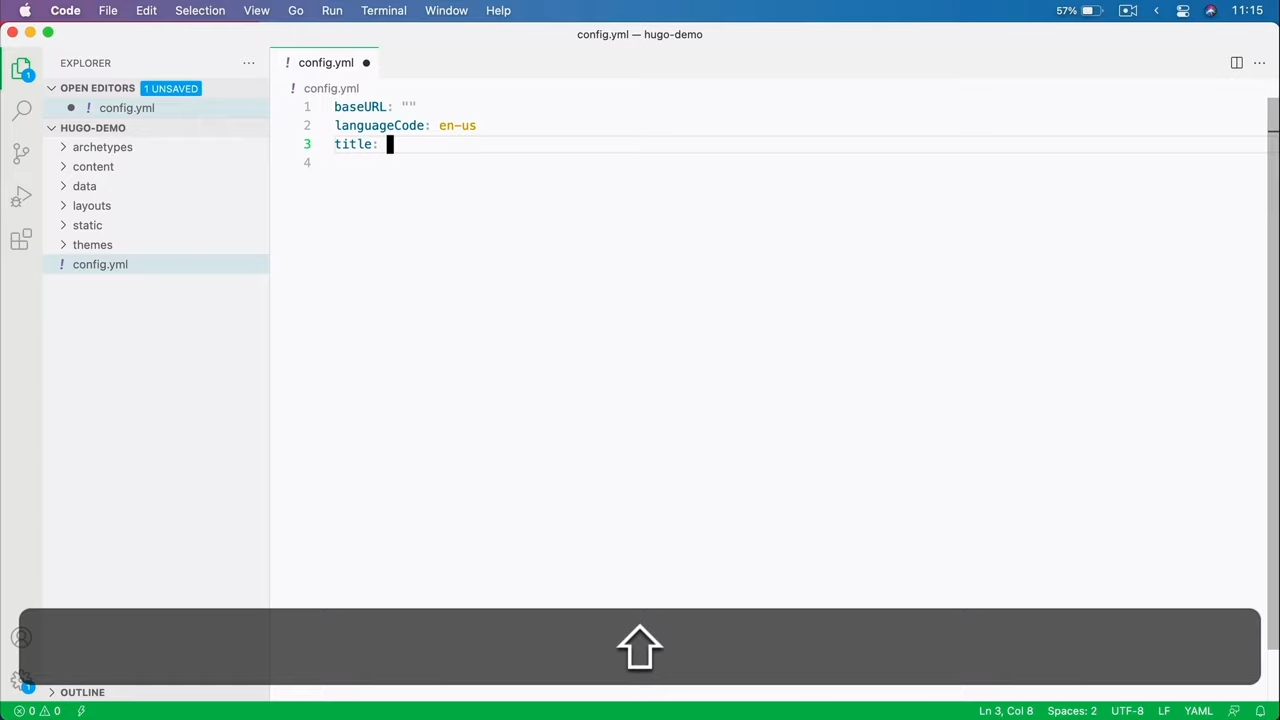 Code File Edit Selection View Go Run Terminal Window Help 57% 11:15
config.yml — hugo-demo
EXPLORER
OPEN EDITORS 1 UNSAVED
! config.yml
HUGO-DEMO
archetypes
content
data
layouts
static
themes
! config.yml
OUTLINE
! config.yml
! config.yml
1 baseURL: ""
2 languageCode: en-us
3 title:
4
1
1
0 0 Ln 3, Col 8 Spaces: 2 UTF-8 LF YAML